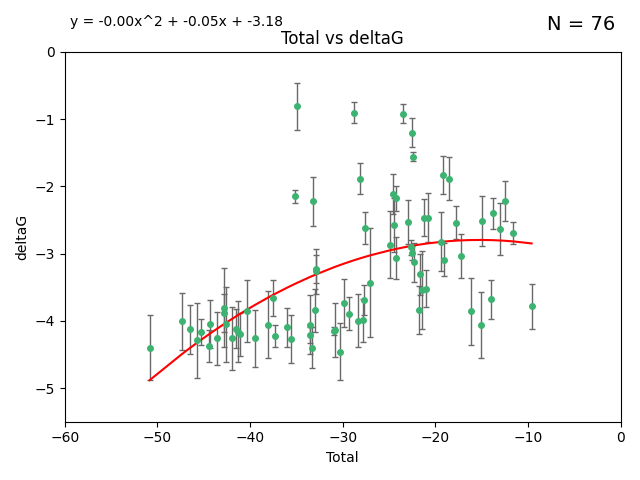 y = -0.00x^2 + -0.05x + -3.18
N = 76
Total vs deltaG
0
−1
−2
−3
−4
−5
deltaG
−60 −50 −40 −30 −20 −10 0
Total